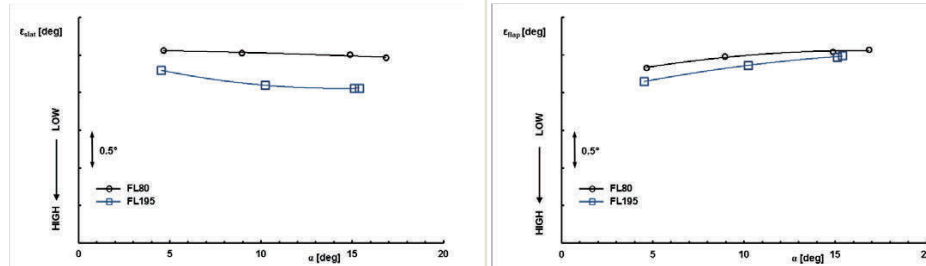 ε_slat [deg]
LOW
HIGH
0.5°
FL80
FL195
0
5
10
15
20
α [deg]
ε_flap [deg]
LOW
HIGH
0.5°
FL80
FL195
0
5
10
15
2
α [deg]